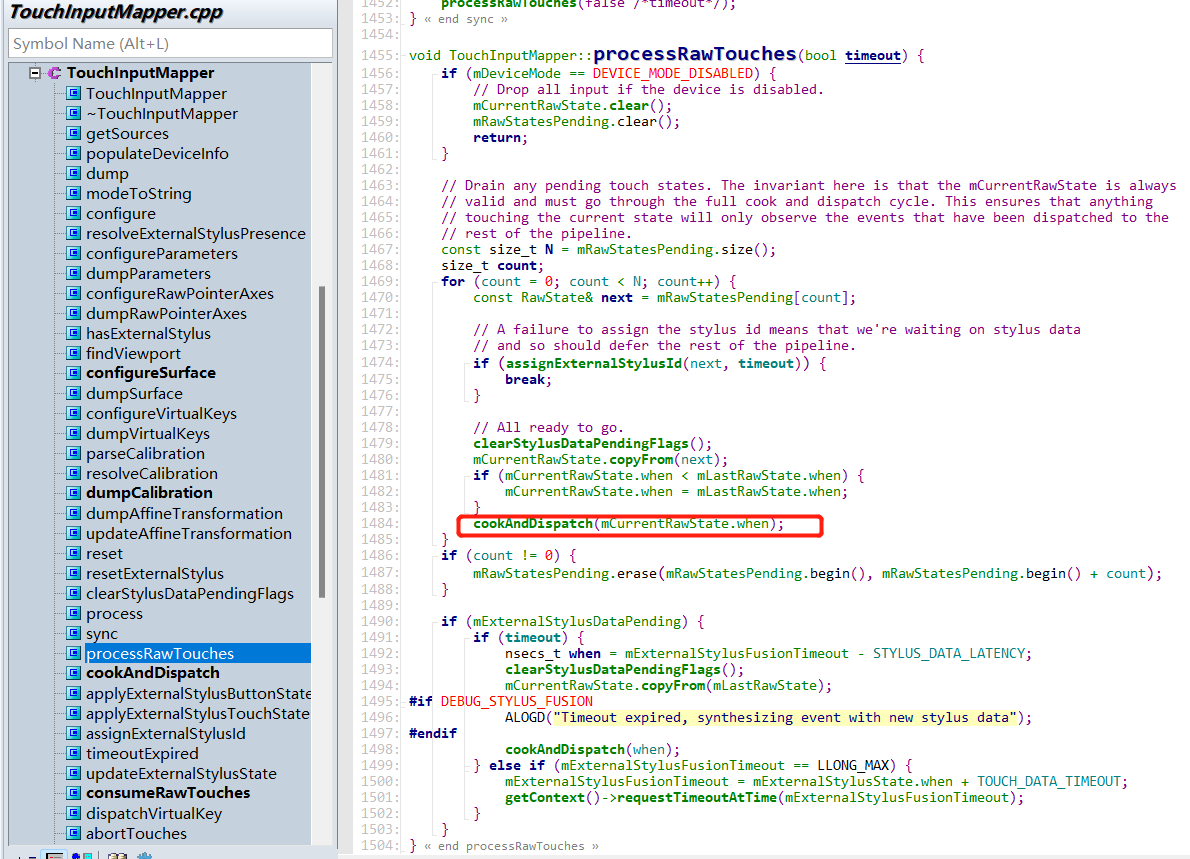 TouchInputMapper.cpp
Symbol Name (Alt+L)
TouchInputMapper
TouchInputMapper
~TouchInputMapper
getSources
populateDeviceInfo
dump
modeToString
configure
resolveExternalStylusPresence
configureParameters
dumpParameters
configureRawPointerAxes
dumpRawPointerAxes
hasExternalStylus
findViewport
configureSurface
dumpSurface
configureVirtualKeys
dumpVirtualKeys
parseCalibration
resolveCalibration
dumpCalibration
dumpAffineTransformation
updateAffineTransformation
reset
resetExternalStylus
clearStylusDataPendingFlags
process
sync
processRawTouches
cookAndDispatch
applyExternalStylusButtonState
applyExternalStylusTouchState
assignExternalStylusId
timeoutExpired
updateExternalStylusState
consumeRawTouches
dispatchVirtualKey
abortTouches
1452: processRawTouches(false /*timeout*/);
1453: } « end sync »
1454:
1455: void TouchInputMapper::processRawTouches(bool timeout) {
1456: if (mDeviceMode == DEVICE_MODE_DISABLED) {
1457: // Drop all input if the device is disabled.
1458: mCurrentRawState.clear();
1459: mRawStatesPending.clear();
1460: return;
1461: }
1462:
1463: // Drain any pending touch states. The invariant here is that the mCurrentRawState is always
1464: // valid and must go through the full cook and dispatch cycle. This ensures that anything
1465: // touching the current state will only observe the events that have been dispatched to the
1466: // rest of the pipeline.
1467: const size_t N = mRawStatesPending.size();
1468: size_t count;
1469: for (count = 0; count < N; count++) {
1470: const RawState& next = mRawStatesPending[count];
1471:
1472: // A failure to assign the stylus id means that we're waiting on stylus data
1473: // and so should defer the rest of the pipeline.
1474: if (assignExternalStylusId(next, timeout)) {
1475: break;
1476: }
1477:
1478: // All ready to go.
1479: clearStylusDataPendingFlags();
1480: mCurrentRawState.copyFrom(next);
1481: if (mCurrentRawState.when < mLastRawState.when) {
1482: mCurrentRawState.when = mLastRawState.when;
1483: }
1484: cookAndDispatch(mCurrentRawState.when);
1485: }
1486: if (count != 0) {
1487: mRawStatesPending.erase(mRawStatesPending.begin(), mRawStatesPending.begin() + count);
1488: }
1489:
1490: if (mExternalStylusDataPending) {
1491: if (timeout) {
1492: nsecs_t when = mExternalStylusFusionTimeout - STYLUS_DATA_LATENCY;
1493: clearStylusDataPendingFlags();
1494: mCurrentRawState.copyFrom(mLastRawState);
1495: #if DEBUG_STYLUS_FUSION
1496: ALOGD("Timeout expired, synthesizing event with new stylus data");
1497: #endif
1498: cookAndDispatch(when);
1499: } else if (mExternalStylusFusionTimeout == LLONG_MAX) {
1500: mExternalStylusFusionTimeout = mExternalStylusState.when + TOUCH_DATA_TIMEOUT;
1501: getContext()->requestTimeoutAtTime(mExternalStylusFusionTimeout);
1502: }
1503: }
1504: } « end processRawTouches »